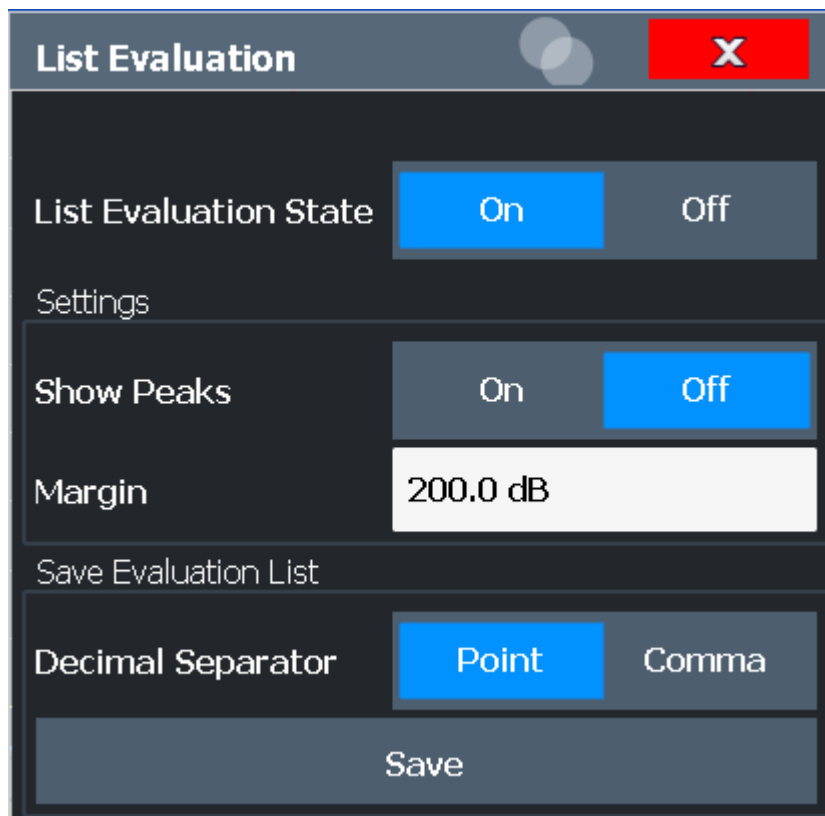 List Evaluation
X
List Evaluation State On Off
Settings
Show Peaks On Off
Margin 200.0 dB
Save Evaluation List
Decimal Separator Point Comma
Save